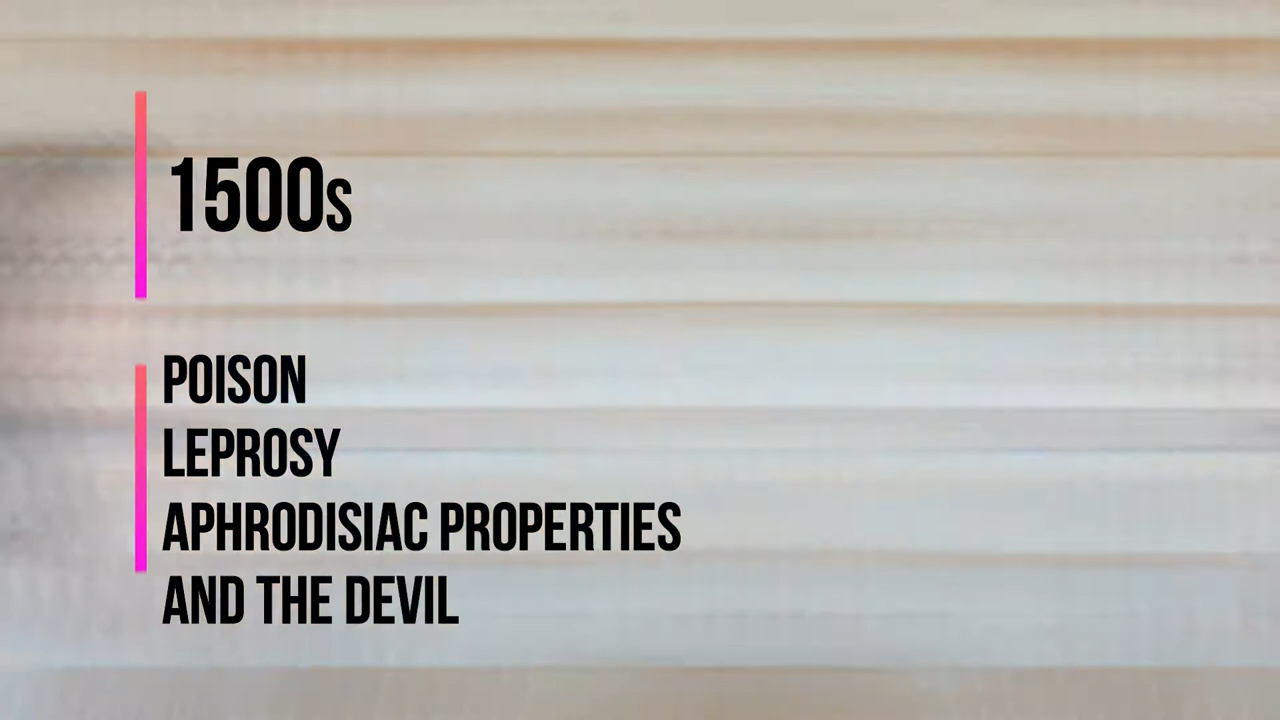 1500s
POISON
LEPROSY
APHRODISIAC PROPERTIES
AND THE DEVIL